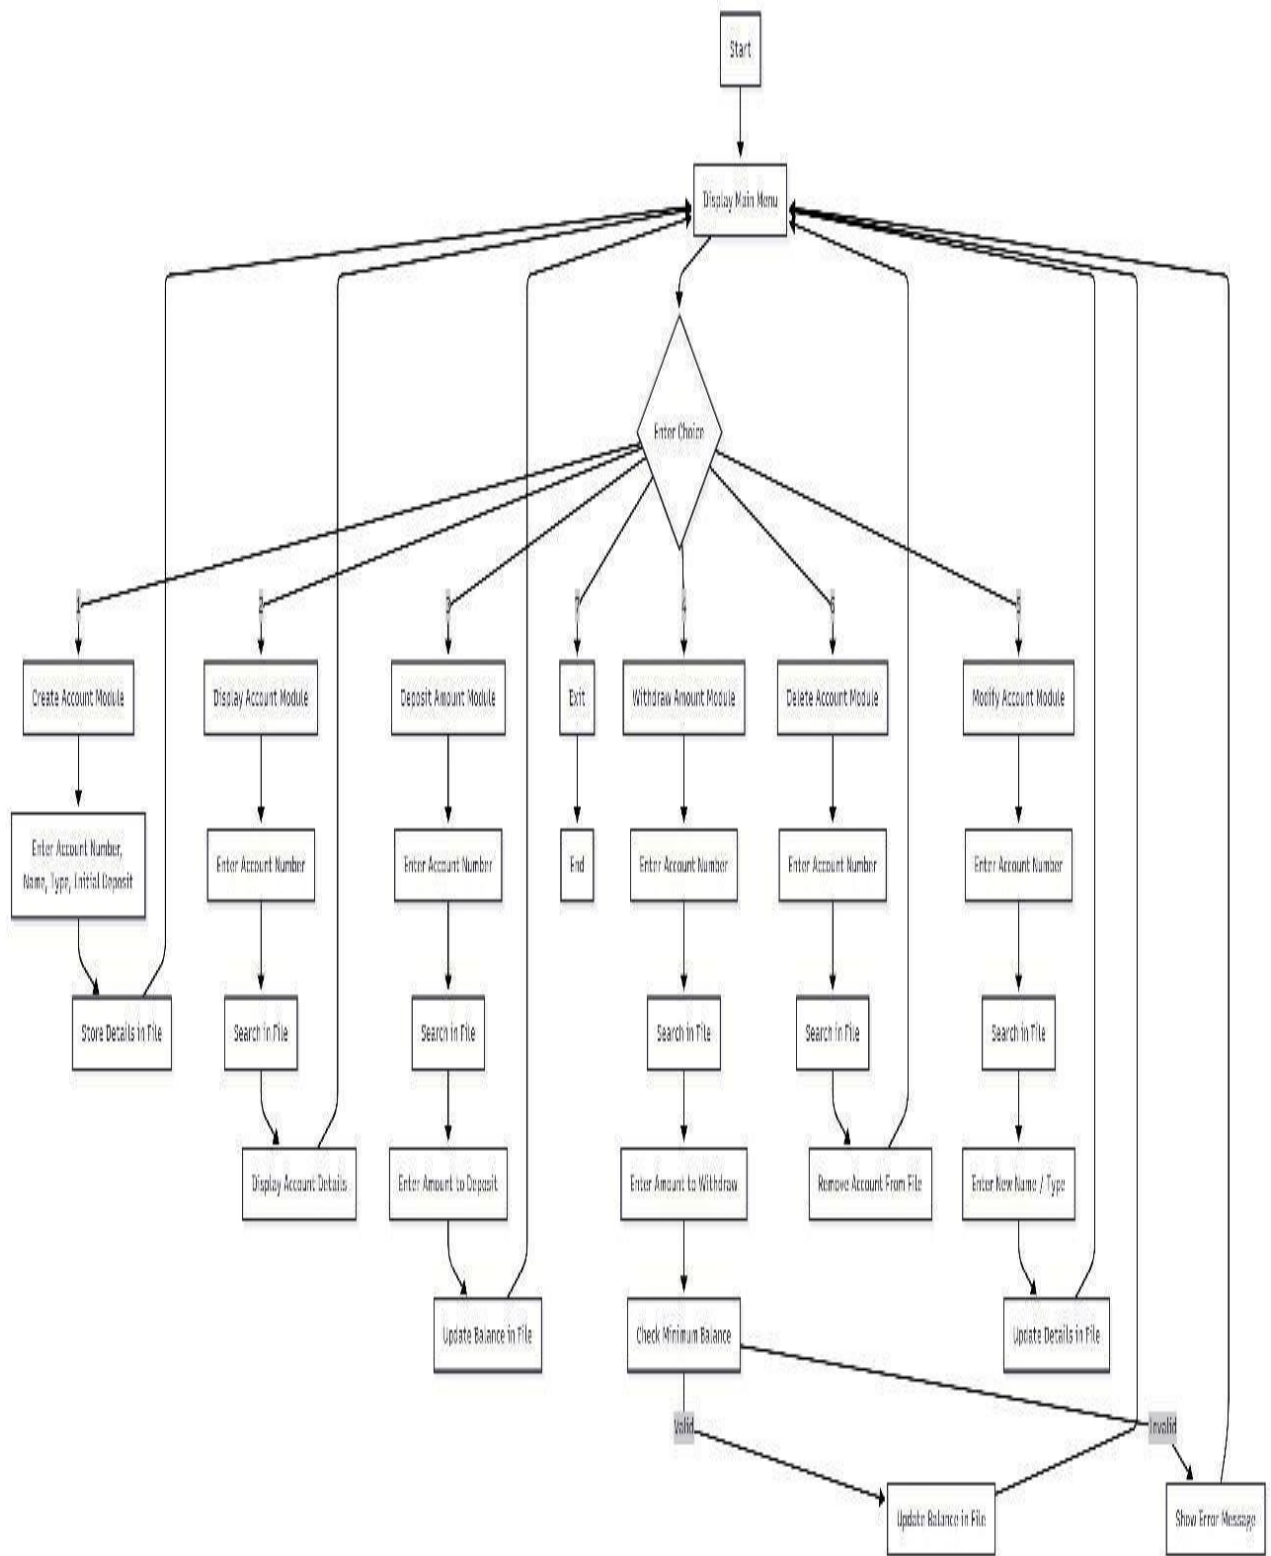 Start
Display Main Menu
Enter Choice
1
2
3
4
6
5
Create Account Module
Display Account Module
Deposit Amount Module
Exit
Withdraw Amount Module
Delete Account Module
Modify Account Module
Enter Account Number,
Name, Type, Initial Deposit
Enter Account Number
Enter Account Number
End
Enter Account Number
Enter Account Number
Enter Account Number
Store Details in File
Search in File
Search in File
Search in File
Search in File
Search in File
Display Account Details
Enter Amount to Deposit
Enter Amount to Withdraw
Remove Account From File
Enter New Name / Type
Update Balance in File
Check Minimum Balance
Update Details in File
Valid
Invalid
Update Balance in File
Show Error Message